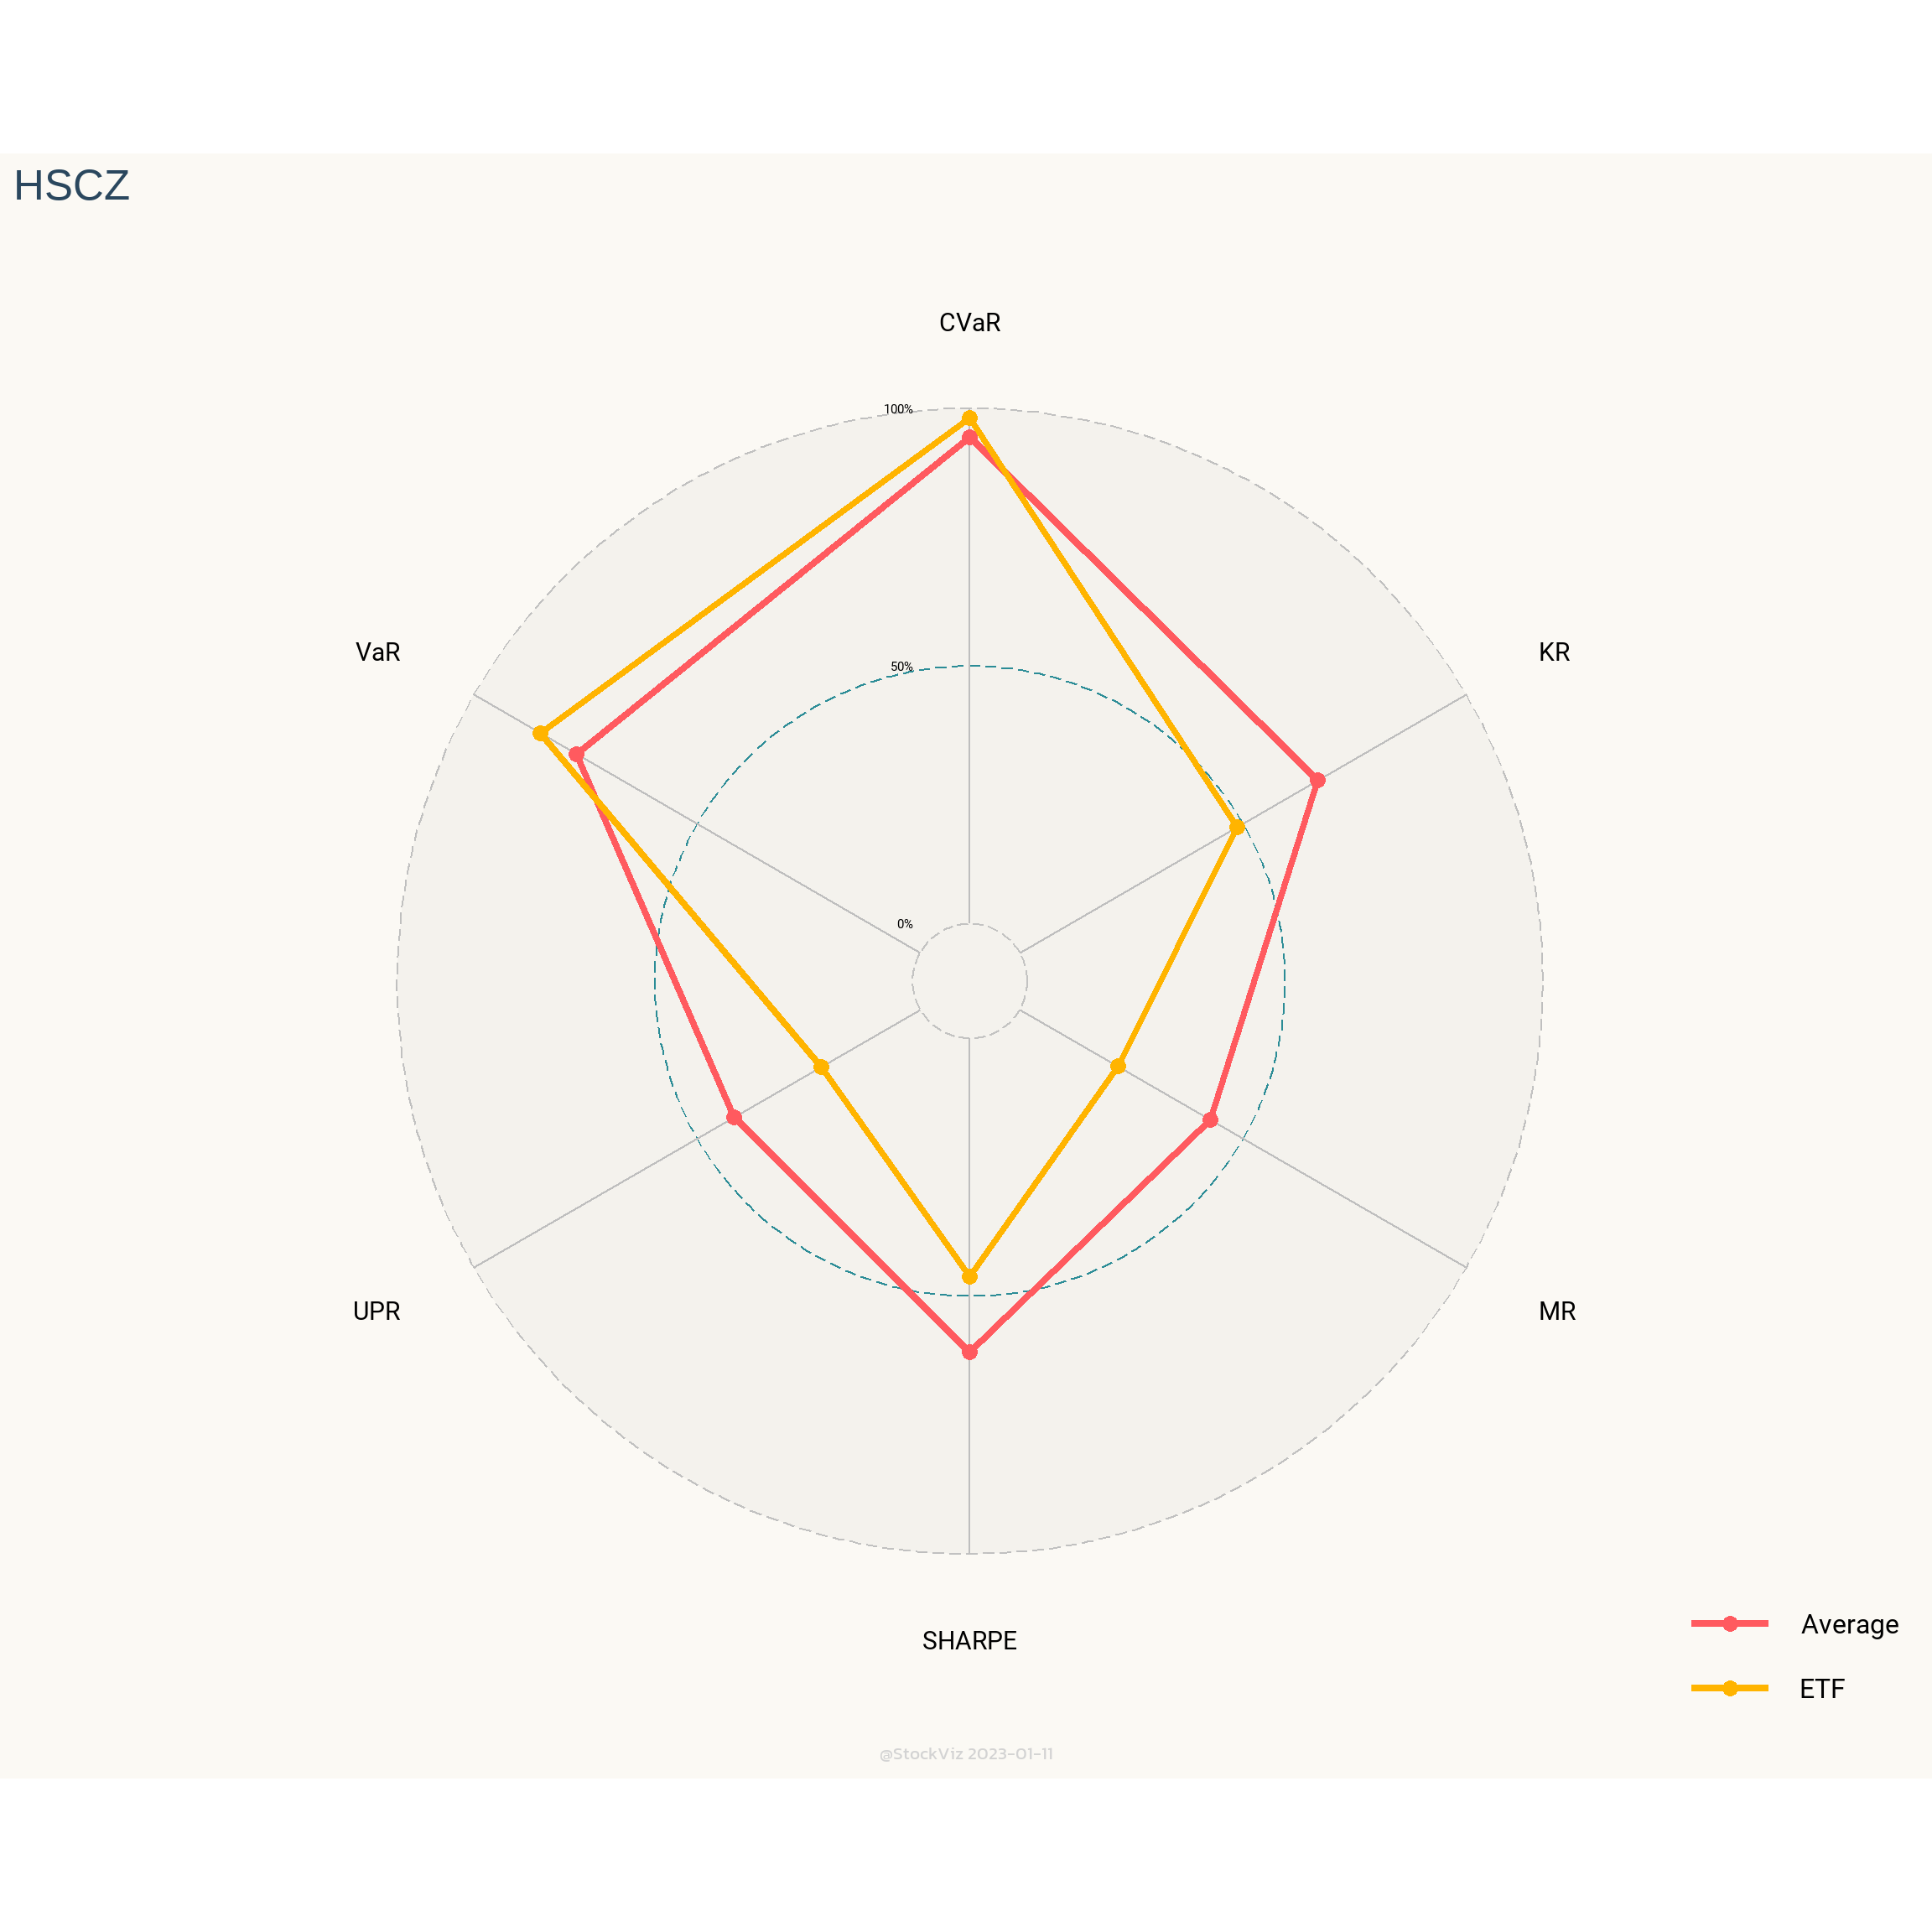 HSCZ
CVaR
100%
KR
VaR
50%
0%
UPR
MR
SHARPE
Average
ETF
@StockViz 2023-01-11